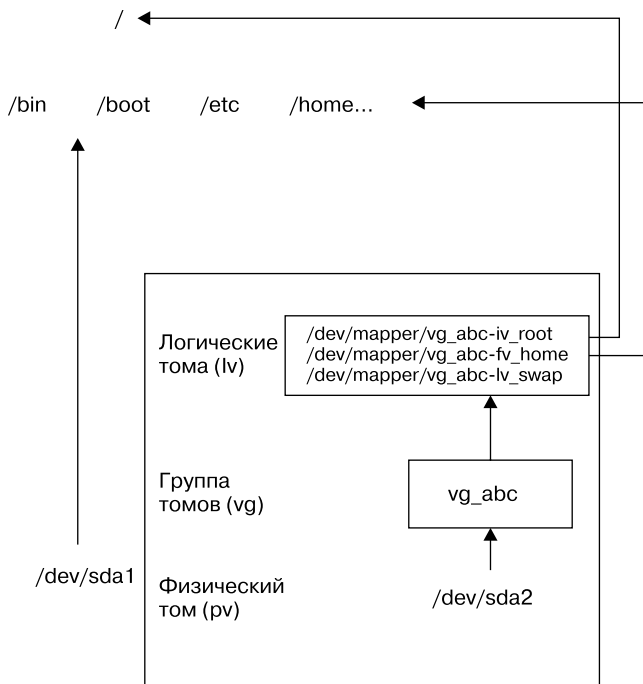 /
/bin /boot /etc /home...
Логические
тома (lv)
/dev/mapper/vg_abc-iv_root
/dev/mapper/vg_abc-fv_home
/dev/mapper/vg_abc-lv_swap
Группа
томов (vg)
vg_abc
/dev/sda1
Физический
том (pv)
/dev/sda2